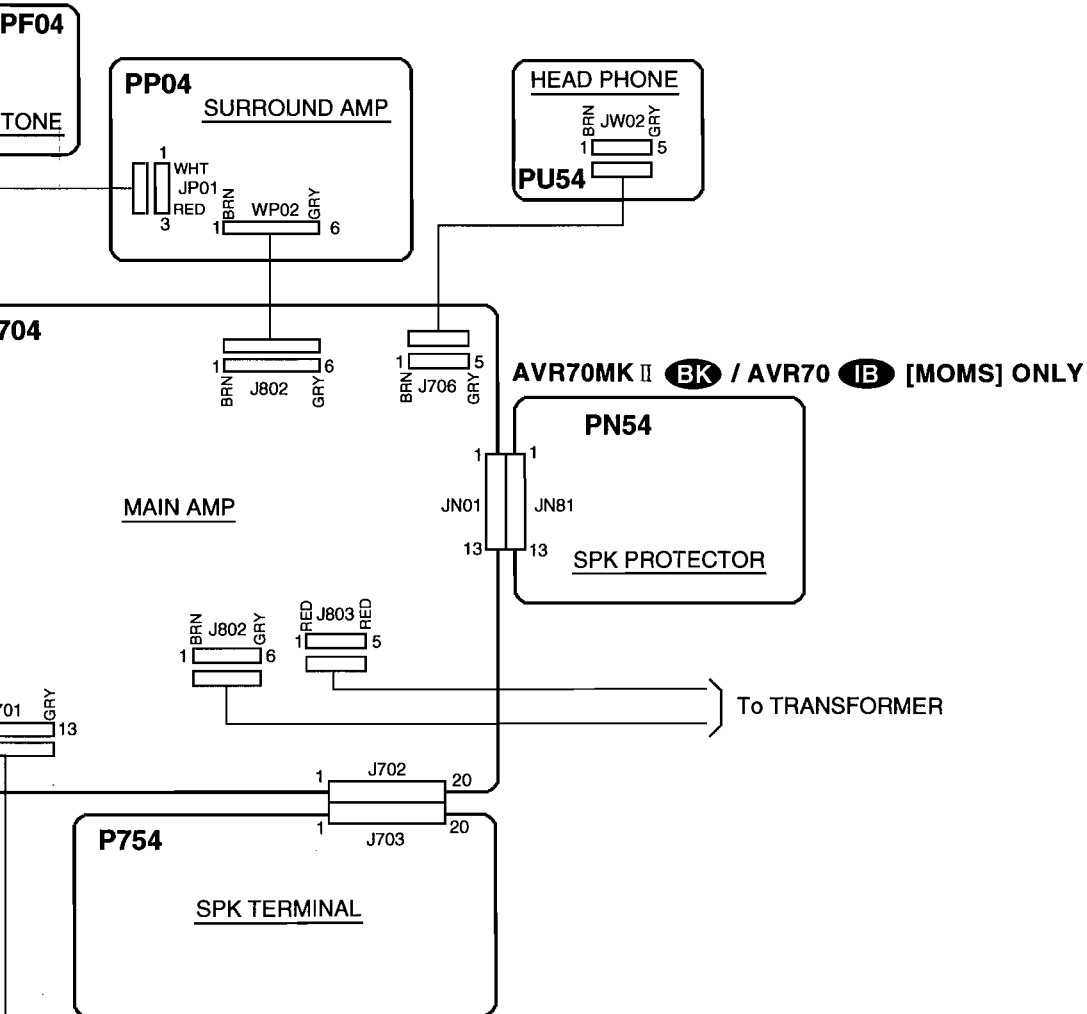 PF04
TONE
PP04
SURROUND AMP
1
WHT
JP01
RED
3
BRN
WP02
GRY
1
6
HEAD PHONE
BRN
JW02
GRY
1
5
PU54
704
1
6
BRN
J802
GRY
1
5
BRN
J706
GRY
AVR70MK II BK / AVR70 IB [MOMS] ONLY
PN54
1
1
JN01
JN81
13
13
SPK PROTECTOR
MAIN AMP
BRN
J802
GRY
1
6
RED
J803
RED
1
5
To TRANSFORMER
701
GRY
13
1
J702
20
1
J703
20
P754
SPK TERMINAL